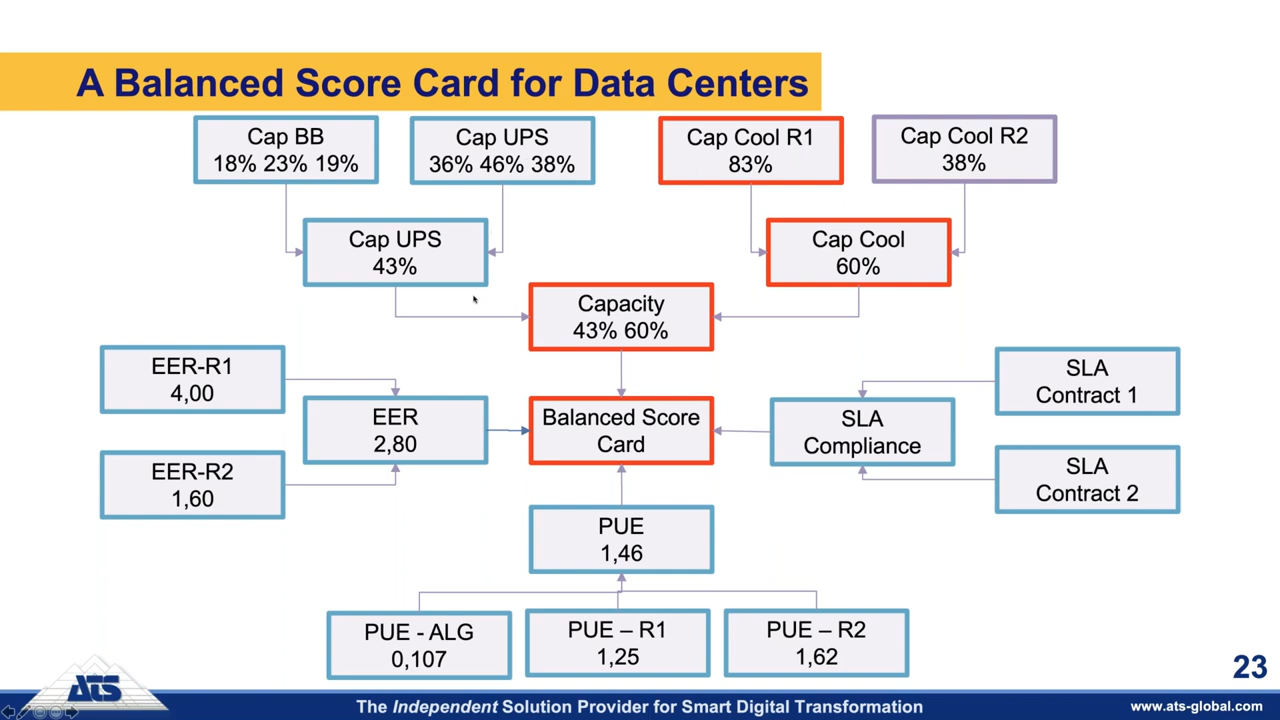 A Balanced Score Card for Data Centers
Cap BB
18% 23% 19%
Cap UPS
36% 46% 38%
Cap Cool R1
83%
Cap Cool R2
38%
Cap UPS
43%
Cap Cool
60%
Capacity
43% 60%
EER-R1
4,00
EER
2,80
EER-R2
1,60
Balanced Score
Card
SLA
Compliance
SLA
Contract 1
SLA
Contract 2
PUE
1,46
PUE - ALG
0,107
PUE – R1
1,25
PUE – R2
1,62
23
ATS
The Independent Solution Provider for Smart Digital Transformation
www.ats-global.com